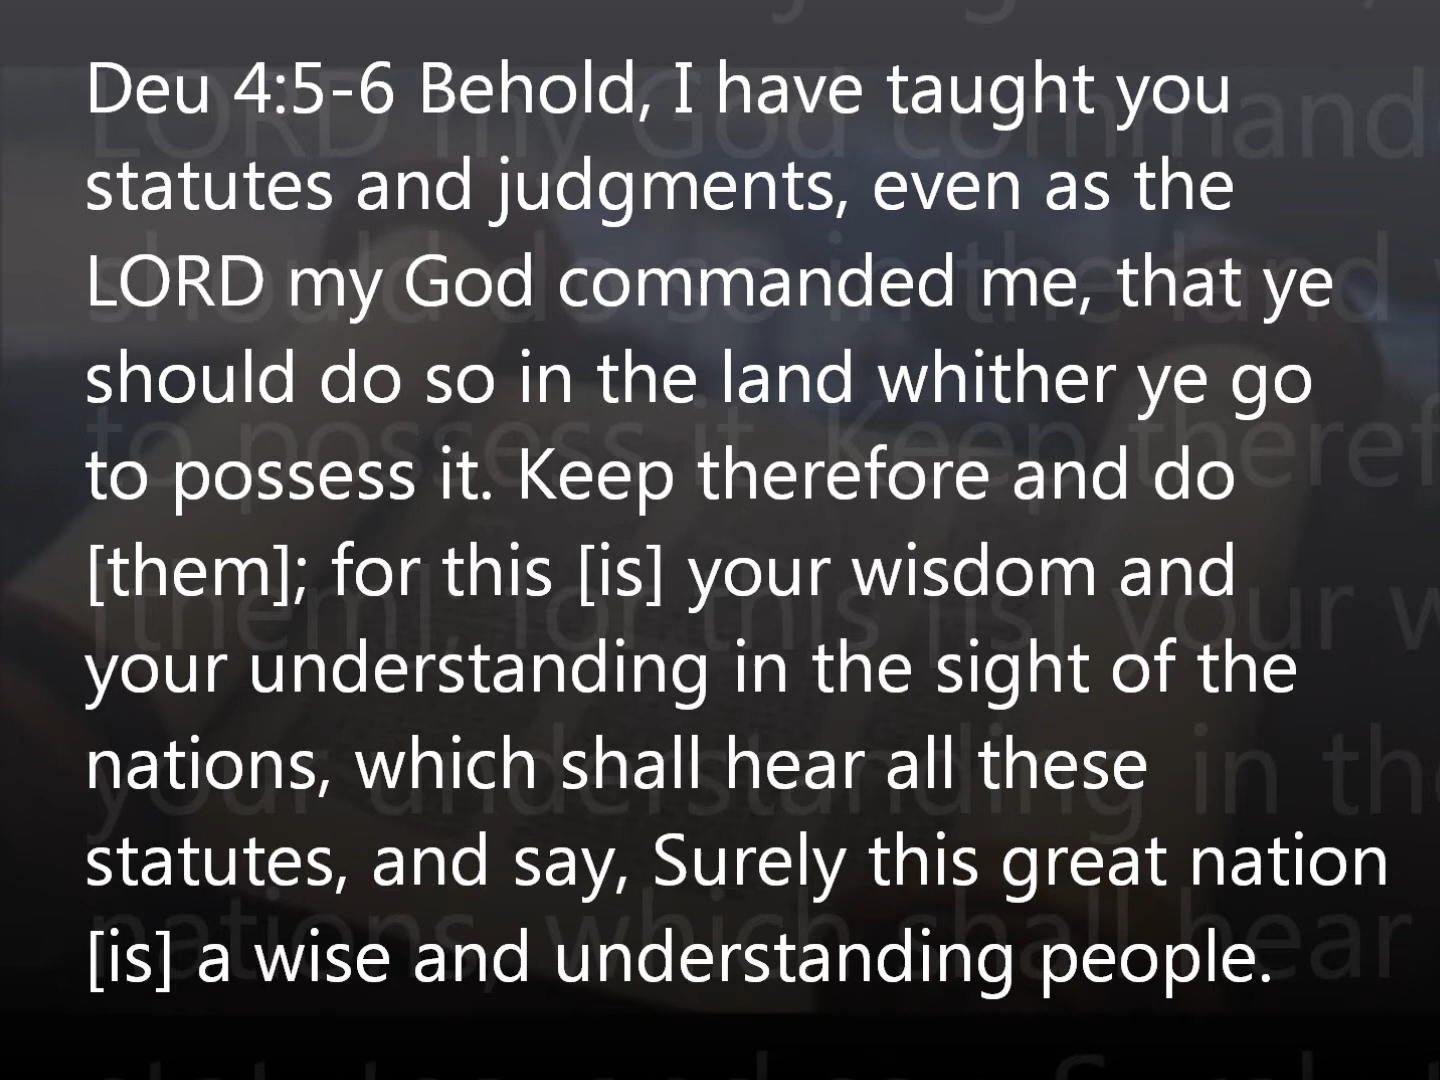 Deu 4:5-6 Behold, I have taught you
statutes and judgments, even as the
LORD my God commanded me, that ye
should do so in the land whither ye go
to possess it. Keep therefore and do
[them]; for this [is] your wisdom and
your understanding in the sight of the
nations, which shall hear all these
statutes, and say, Surely this great nation
[is] a wise and understanding people.